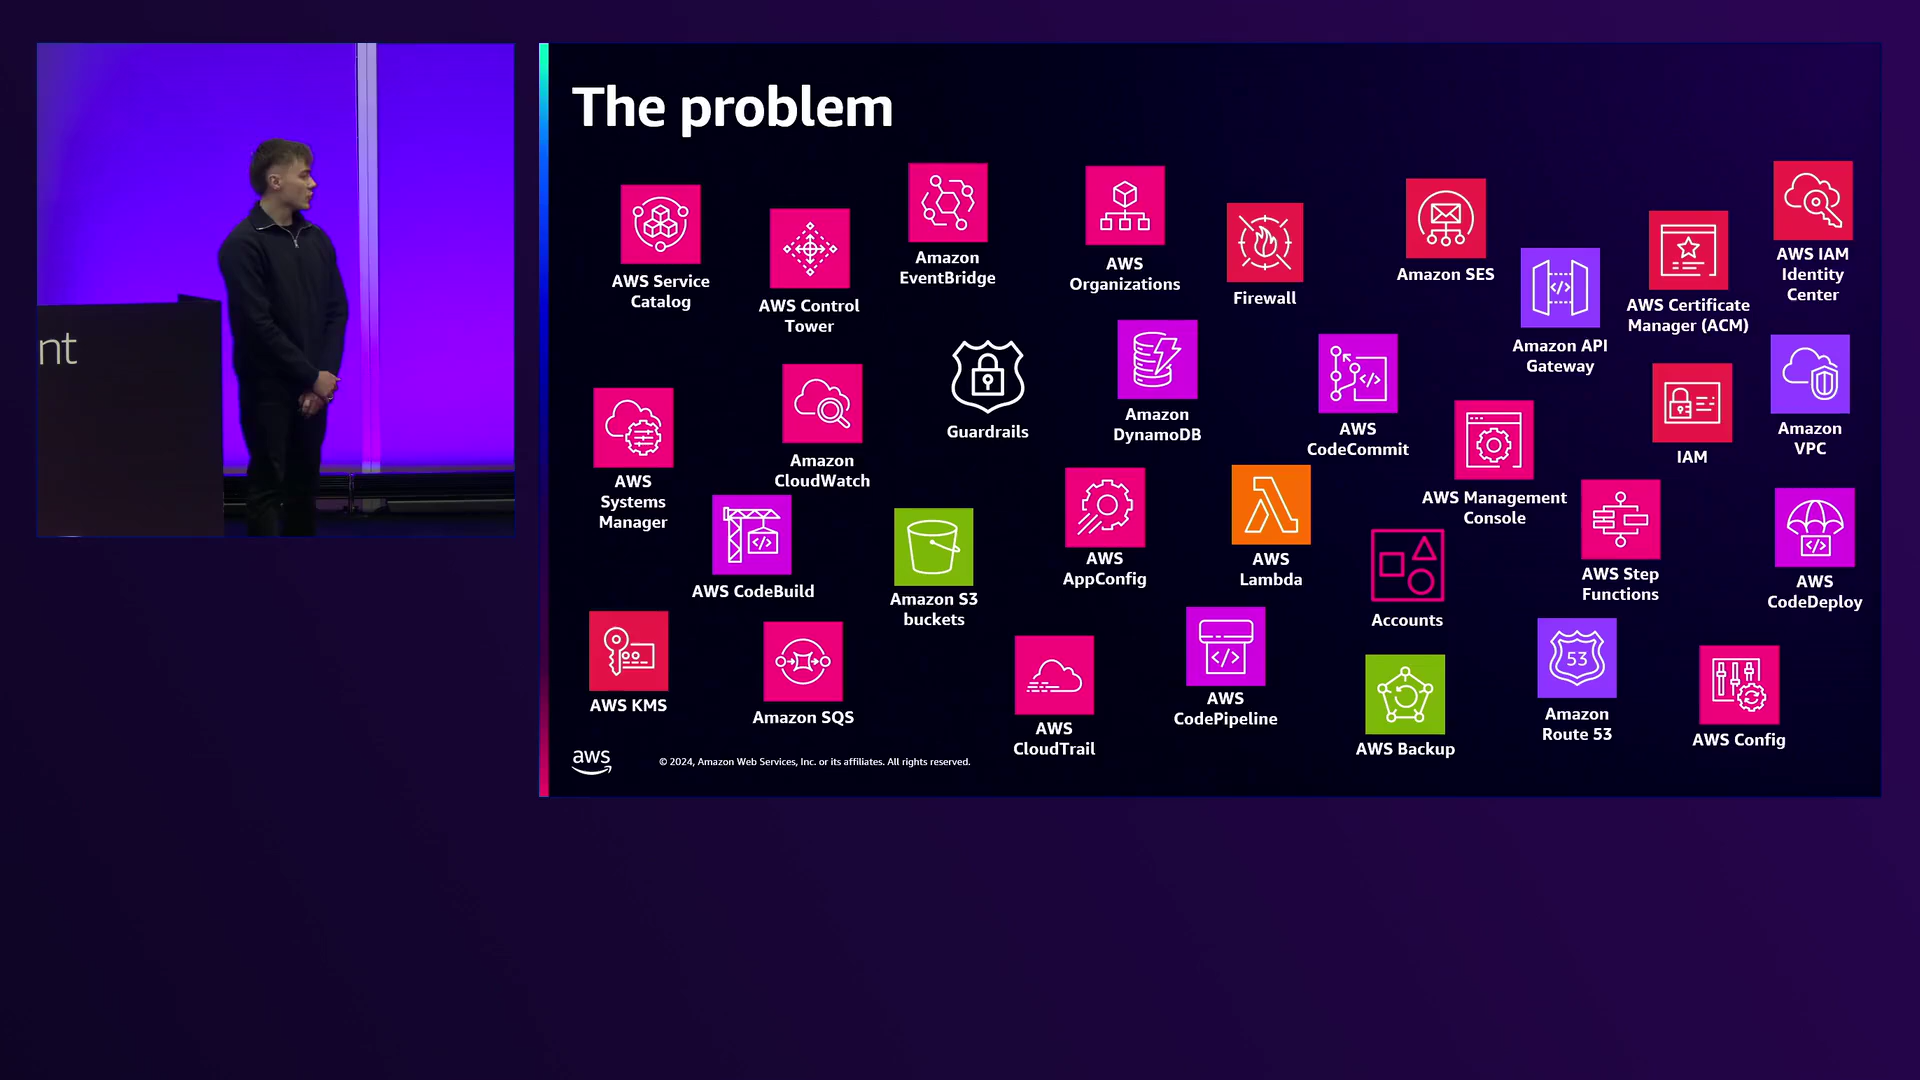 nt
The problem
AWS Service
Catalog
AWS Control
Tower
Amazon
EventBridge
AWS
Organizations
Firewall
Amazon SES
Amazon API
Gateway
AWS Certificate
Manager (ACM)
AWS IAM
Identity
Center
AWS
Systems
Manager
Amazon
CloudWatch
Guardrails
Amazon
DynamoDB
AWS
CodeCommit
AWS Management
Console
IAM
Amazon
VPC
AWS CodeBuild
Amazon S3
buckets
AWS
AppConfig
AWS
Lambda
Accounts
AWS Step
Functions
AWS
CodeDeploy
AWS KMS
Amazon SQS
AWS
CloudTrail
AWS
CodePipeline
AWS Backup
53
Amazon
Route 53
AWS Config
aws
© 2024, Amazon Web Services, Inc. or its affiliates. All rights reserved.